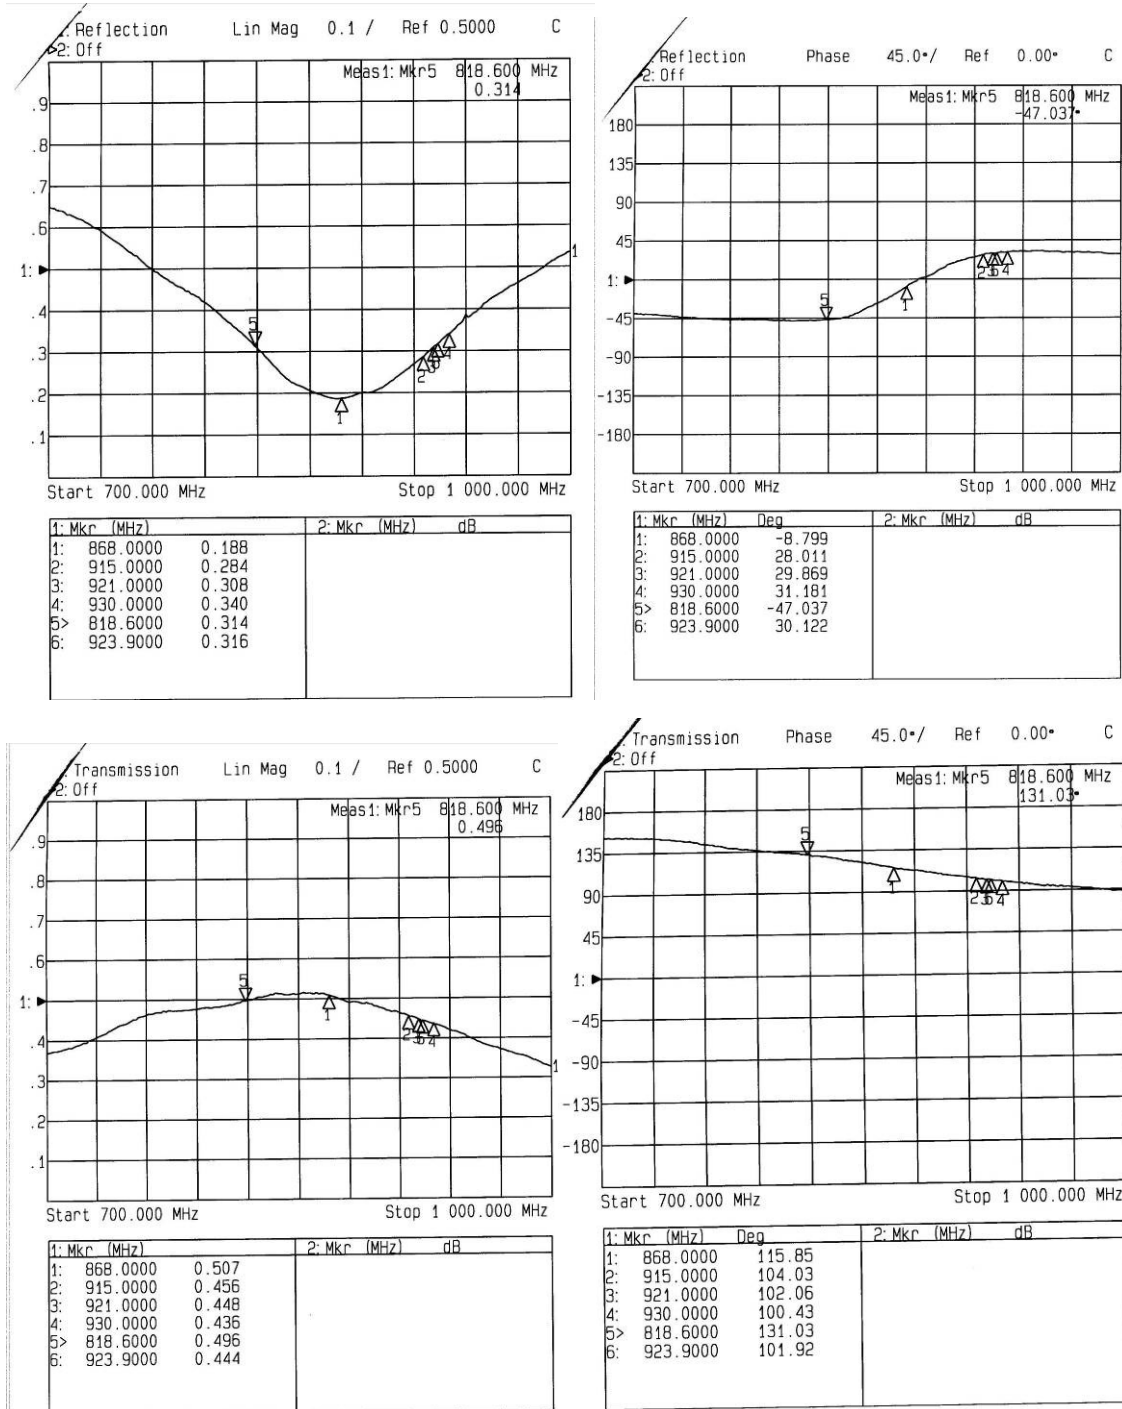 1: Reflection Lin Mag 0.1 / Ref 0.5000 C
2: Off
Meas1: Mkr5 818.600 MHz
0.314
.9
.8
.7
.6
1:
.4
.3
.2
.1
5
1
2
4
1
Start 700.000 MHz Stop 1 000.000 MHz
1: Mkr (MHz) 2: Mkr (MHz) dB
1: 868.0000 0.188
2: 915.0000 0.284
3: 921.0000 0.308
4: 930.0000 0.340
5> 818.6000 0.314
6: 923.9000 0.316
Reflection Phase 45.0°/ Ref 0.00° C
2: Off
Meas1: Mkr5 818.600 MHz
-47.037°
180
135
90
45
1:
-45
-90
-135
-180
5
1
2 4
Start 700.000 MHz Stop 1 000.000 MHz
1: Mkr (MHz) Deg 2: Mkr (MHz) dB
1: 868.0000 -8.799
2: 915.0000 28.011
3: 921.0000 29.869
4: 930.0000 31.181
5> 818.6000 -47.037
6: 923.9000 30.122
Transmission Lin Mag 0.1 / Ref 0.5000 C
2: Off
Meas1: Mkr5 818.600 MHz
0.496
.9
.8
.7
.6
1:
.4
.3
.2
.1
5
1
2 4
1
Start 700.000 MHz Stop 1 000.000 MHz
1: Mkr (MHz) 2: Mkr (MHz) dB
1: 868.0000 0.507
2: 915.0000 0.456
3: 921.0000 0.448
4: 930.0000 0.436
5> 818.6000 0.496
6: 923.9000 0.444
Transmission Phase 45.0°/ Ref 0.00° C
2: Off
Meas1: Mkr5 818.600 MHz
131.03°
180
135
90
45
1:
-45
-90
-135
-180
5
1
2 4
Start 700.000 MHz Stop 1 000.000 MHz
1: Mkr (MHz) Deg 2: Mkr (MHz) dB
1: 868.0000 115.85
2: 915.0000 104.03
3: 921.0000 102.06
4: 930.0000 100.43
5> 818.6000 131.03
6: 923.9000 101.92